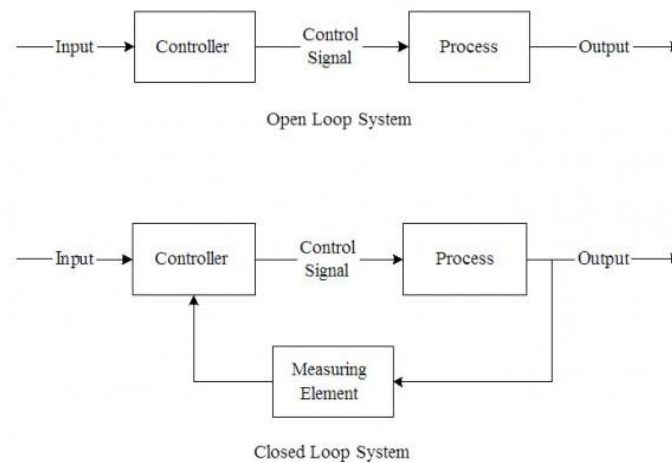 Input
Controller
Control
Signal
Process
Output
Open Loop System
Input
Controller
Control
Signal
Process
Output
Measuring
Element
Closed Loop System